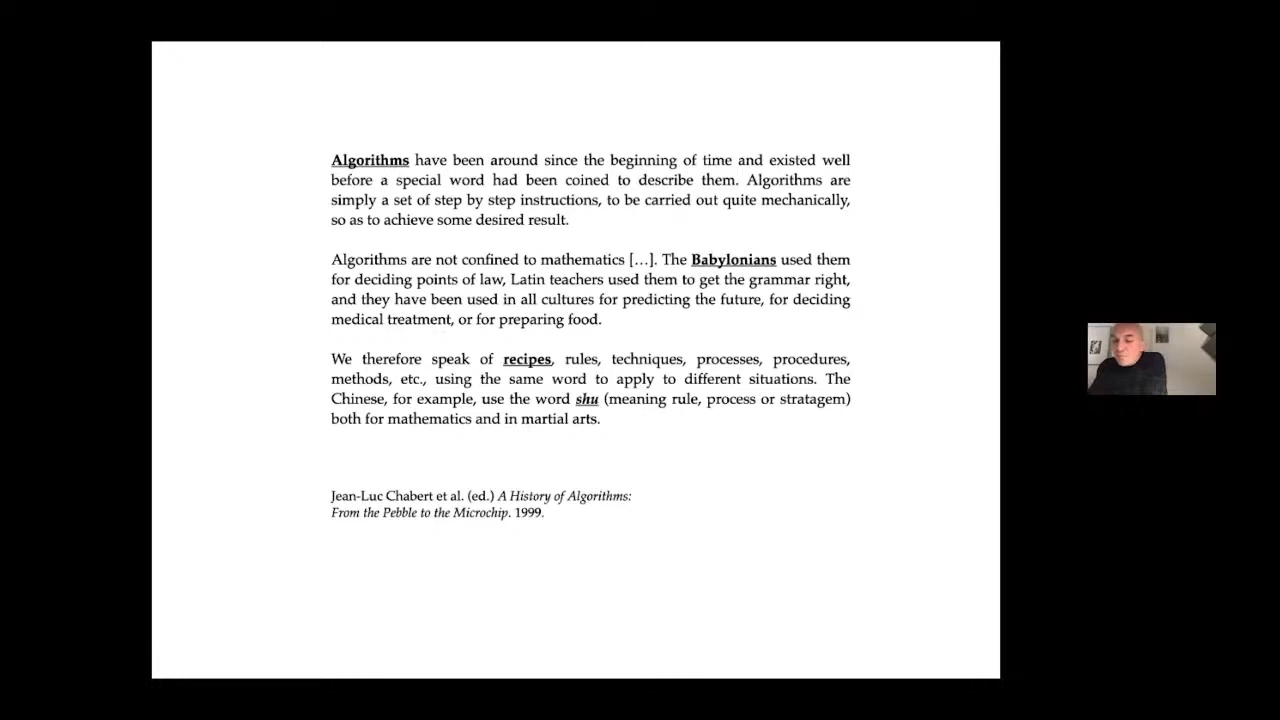 Algorithms have been around since the beginning of time and existed well
before a special word had been coined to describe them. Algorithms are
simply a set of step by step instructions, to be carried out quite mechanically,
so as to achieve some desired result.
Algorithms are not confined to mathematics […]. The Babylonians used them
for deciding points of law, Latin teachers used them to get the grammar right,
and they have been used in all cultures for predicting the future, for deciding
medical treatment, or for preparing food.
We therefore speak of recipes, rules, techniques, processes, procedures,
methods, etc., using the same word to apply to different situations. The
Chinese, for example, use the word shu (meaning rule, process or stratagem)
both for mathematics and in martial arts.
Jean-Luc Chabert et al. (ed.) A History of Algorithms:
From the Pebble to the Microchip. 1999.